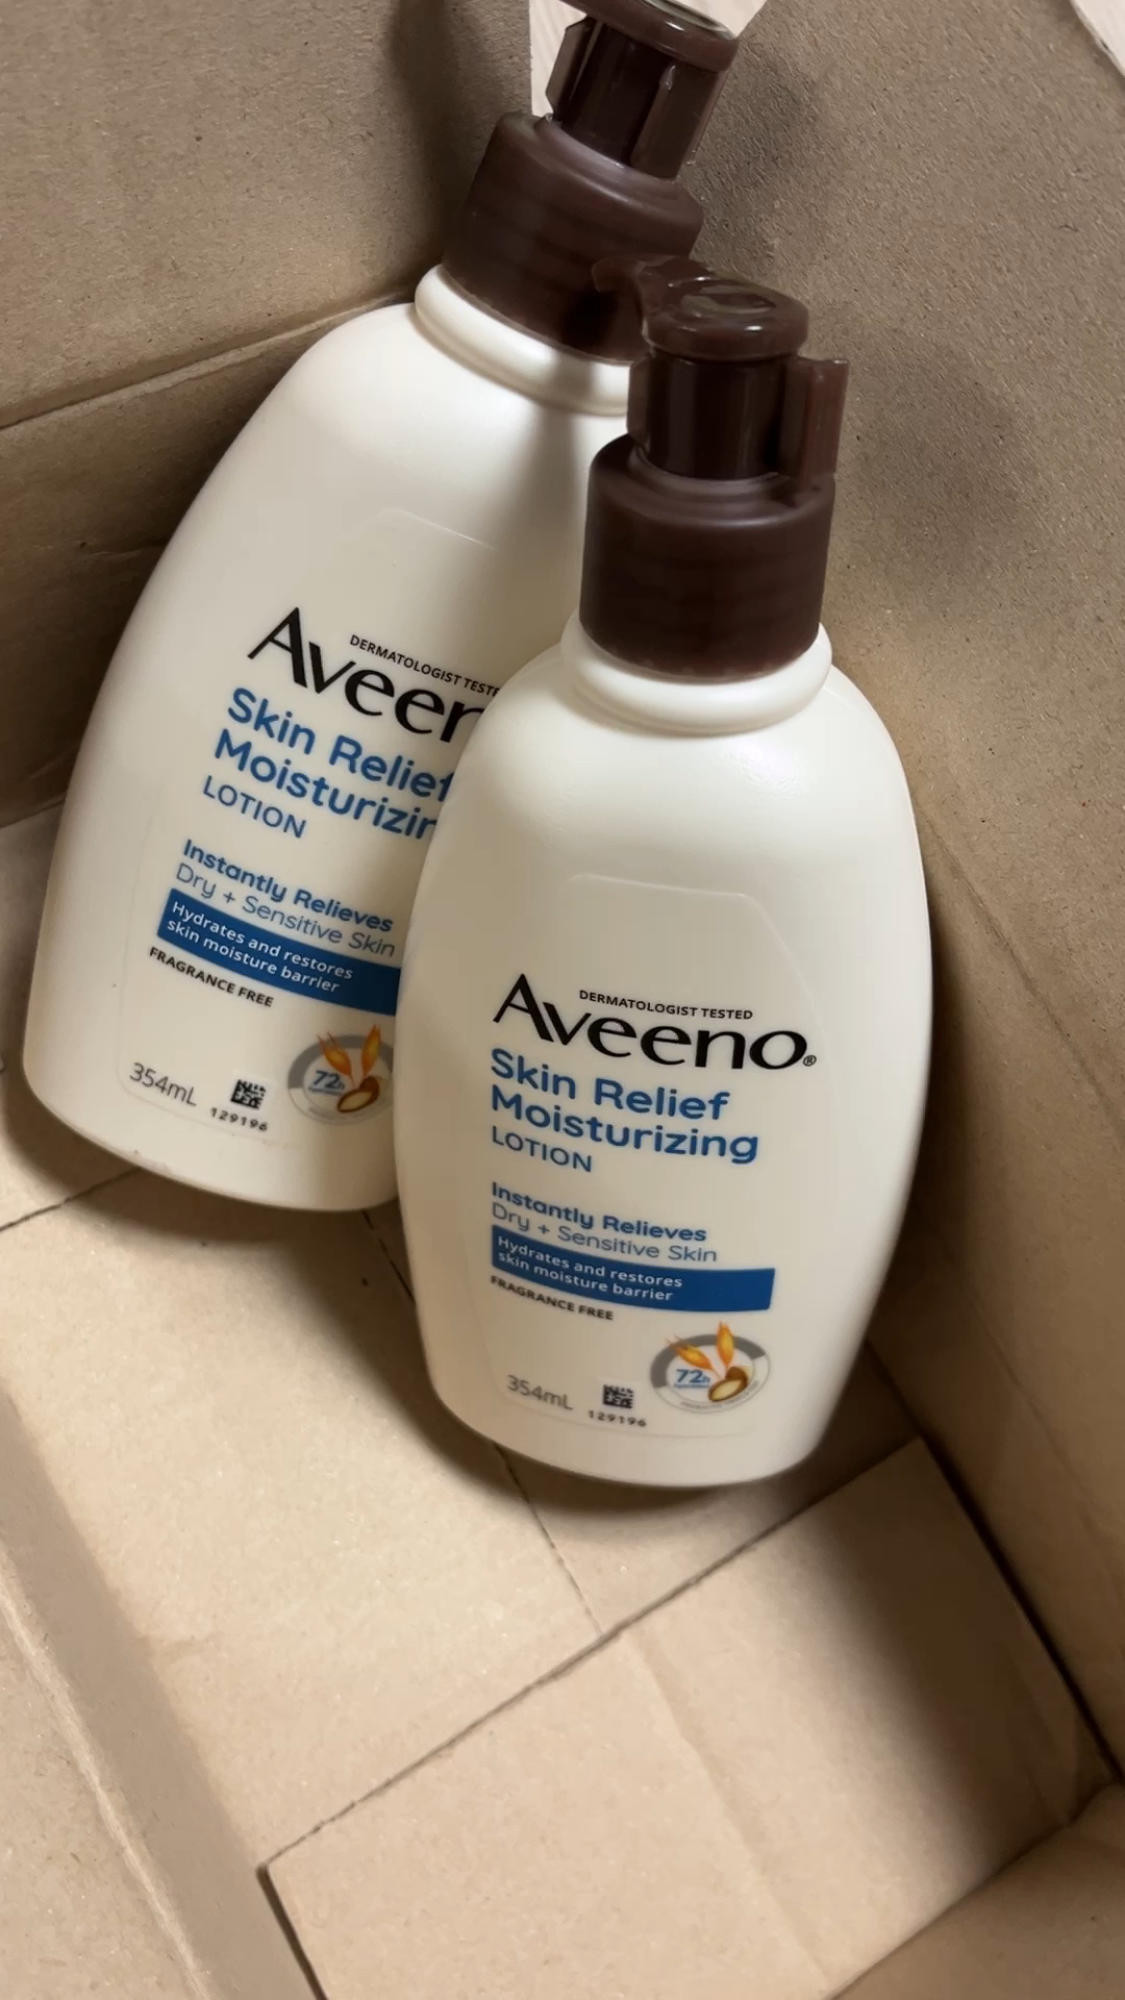 DERMATOLOGIST TESTE
Aveen
Skin Relief
Moisturizin
LOTION
Instantly Relieves
Dry + Sensitive Skin
Hydrates and restores
skin moisture barrier
FRAGRANCE FREE
72h
354mL
129196
DERMATOLOGIST TESTED
Aveeno®
Skin Relief
Moisturizing
LOTION
Instantly Relieves
Dry + Sensitive Skin
Hydrates and restores
skin moisture barrier
FRAGRANCE FREE
72h
354mL
129196